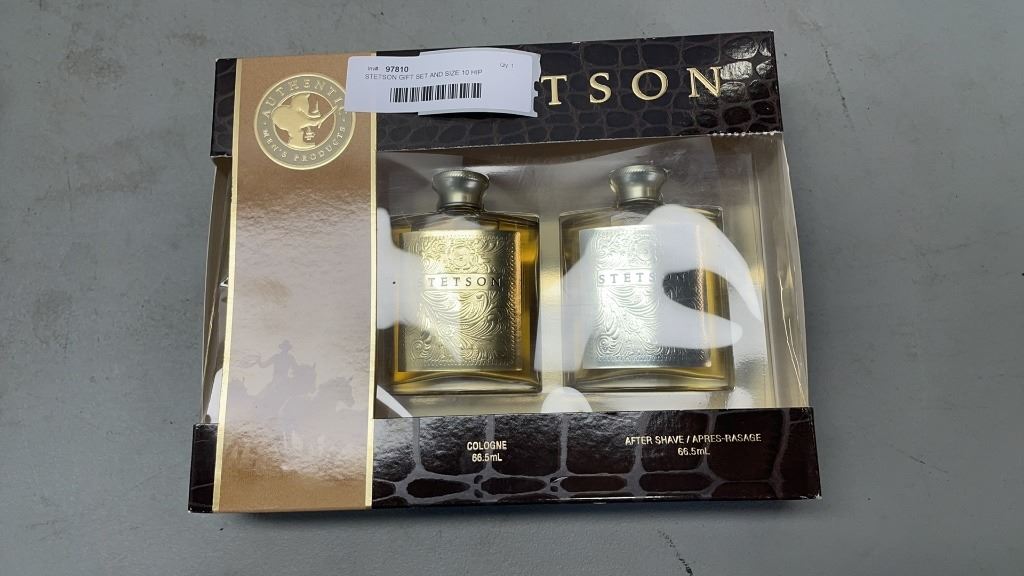 Inv#: 97810 Qty: 1
STETSON GIFT SET AND SIZE 10 HIP
TSON
AUTHENTIC
MEN'S PRODUCTS
STETSON
STETS
COLOGNE
66.5mL
AFTER SHAVE / APRES-RASAGE
66.5mL